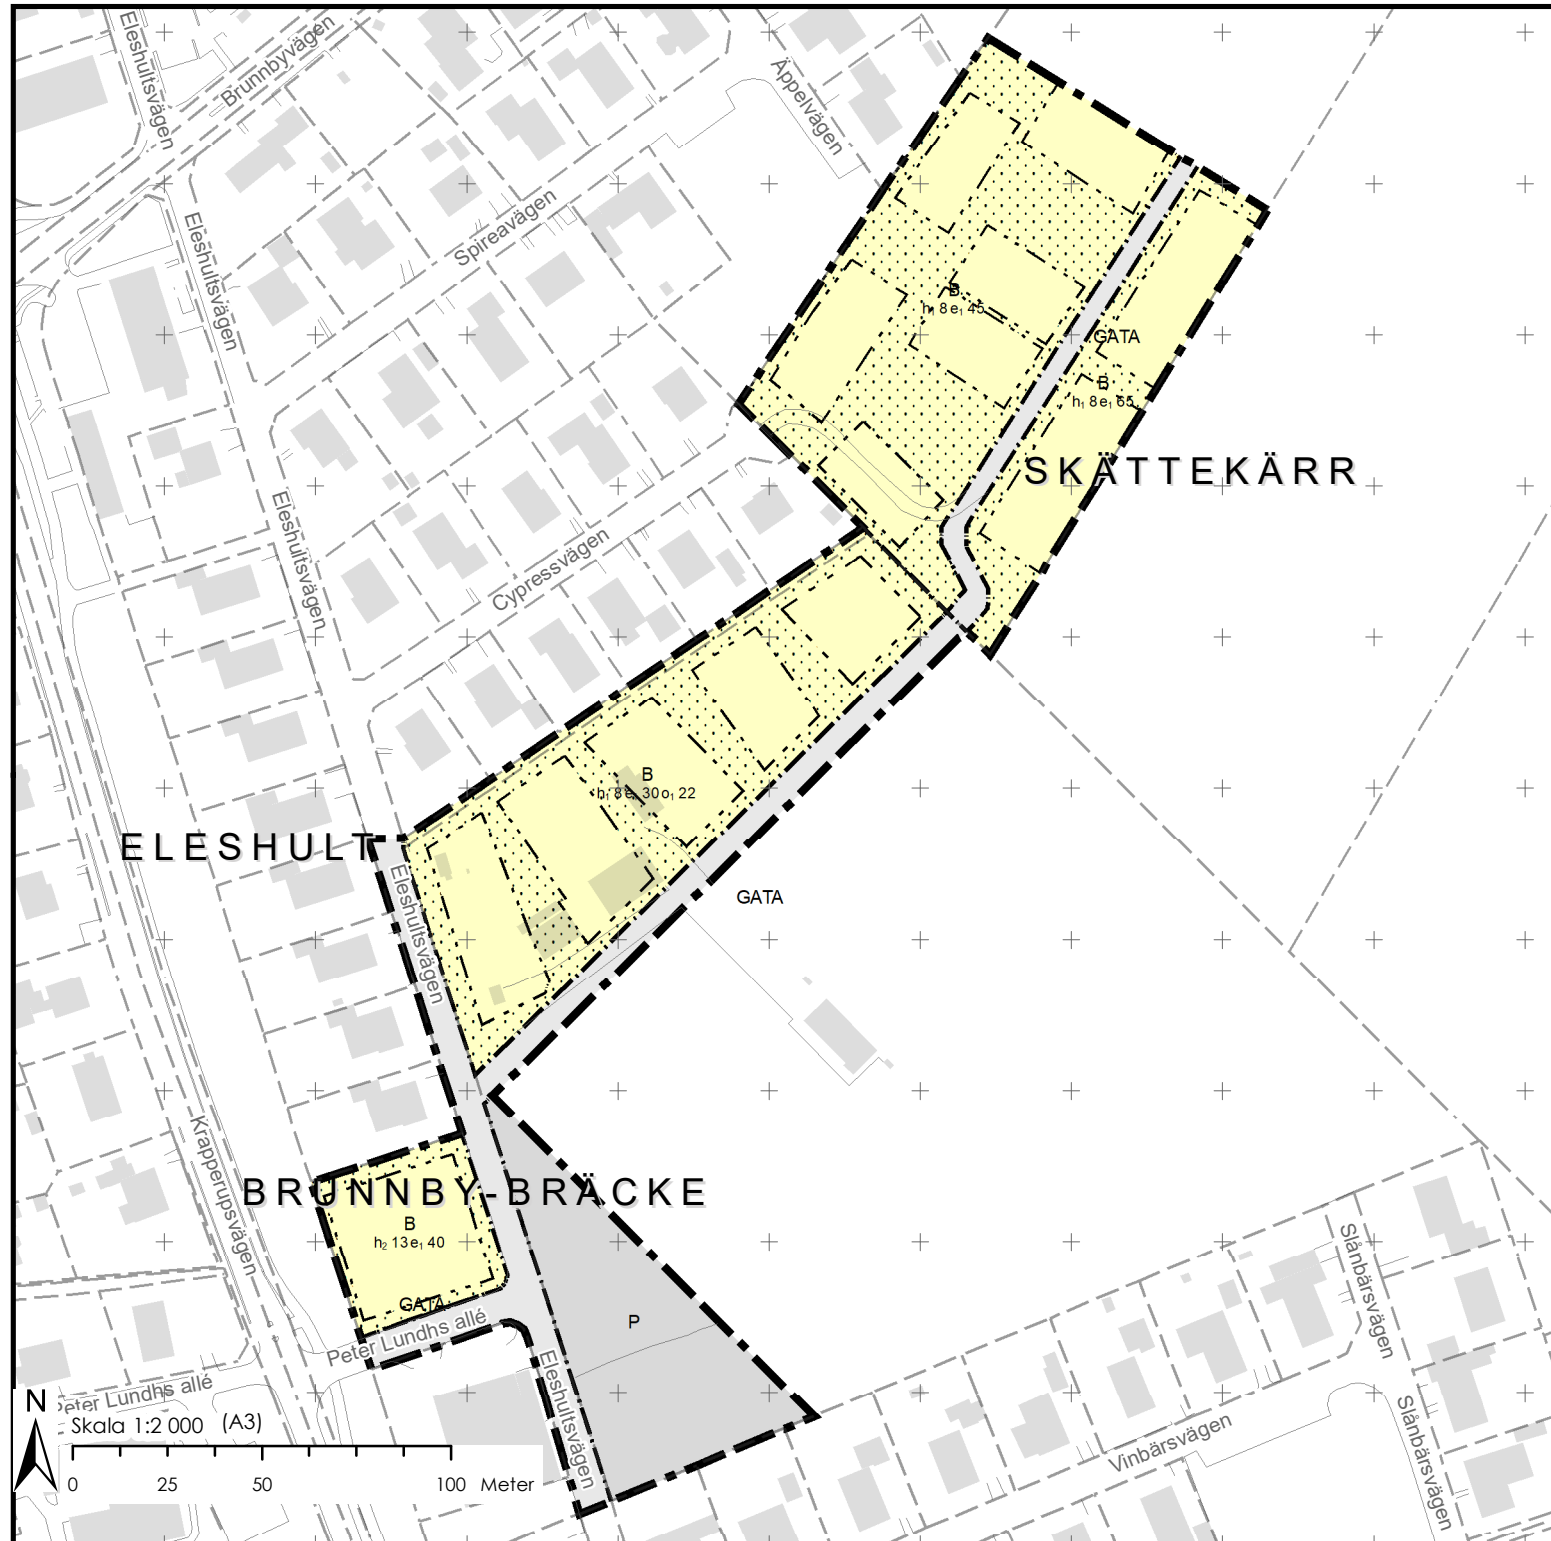 Eleshultsvägen
Brunnbyvägen
Äppelvägen
Eleshultsvägen
Spireavägen
B
h₁ 8e₁ 45
GATA
B
h₁ 8e₁ 65
SKÄTTEKÄRR
Eleshultsvägen
Cypressvägen
B
h₁ 8e₁ 30o₁ 22
ELESHULT
Eleshultsvägen
GATA
Krapperupsvägen
BRUNNBY-BRÄCKE
B
h₂ 13e₁ 40
GATA
Peter Lundhs allé
P
Slånbärsvägen
Eleshultsvägen
Peter Lundhs allé
Vinbärsvägen
Slånbärsvägen
N
Skala 1:2 000 (A3)
0 25 50 100 Meter